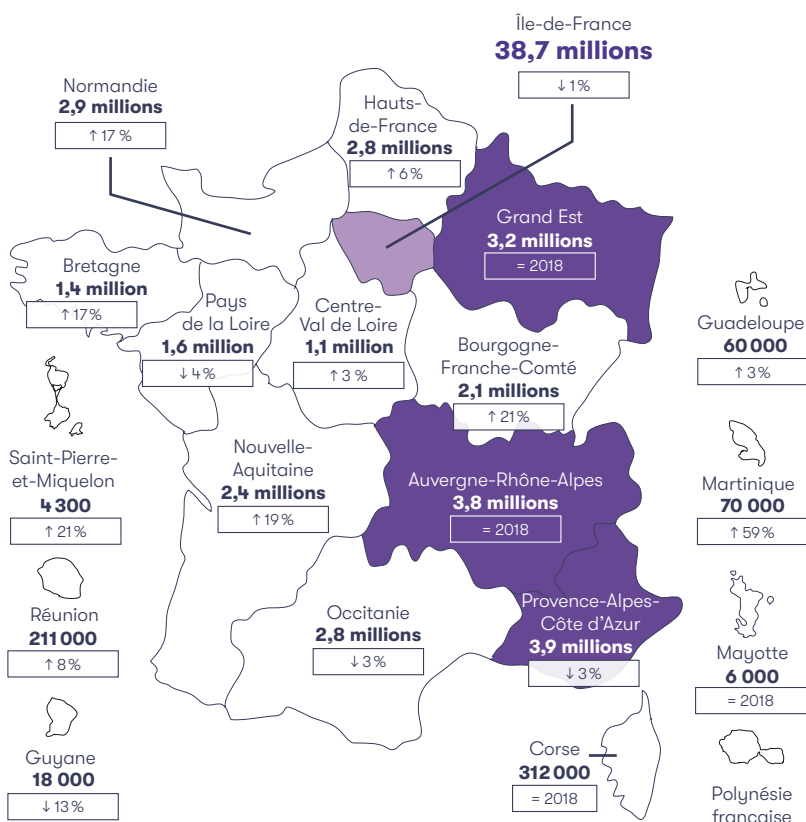 Île-de-France
38,7 millions
↓ 1 %
Normandie
2,9 millions
↑ 17 %
Hauts-
de-France
2,8 millions
↑ 6 %
Grand Est
3,2 millions
= 2018
Bretagne
1,4 million
↑ 17 %
Pays
de la Loire
1,6 million
↓ 4 %
Centre-
Val de Loire
1,1 million
↑ 3 %
Bourgogne-
Franche-Comté
2,1 millions
↑ 21 %
Guadeloupe
60 000
↑ 3 %
Saint-Pierre-
et-Miquelon
4 300
↑ 21 %
Nouvelle-
Aquitaine
2,4 millions
↑ 19 %
Auvergne-Rhône-Alpes
3,8 millions
= 2018
Martinique
70 000
↑ 59 %
Réunion
211 000
↑ 8 %
Occitanie
2,8 millions
↓ 3 %
Provence-Alpes-
Côte d'Azur
3,9 millions
↓ 3 %
Mayotte
6 000
= 2018
Guyane
18 000
↓ 13 %
Corse
312 000
= 2018
Polynésie
française